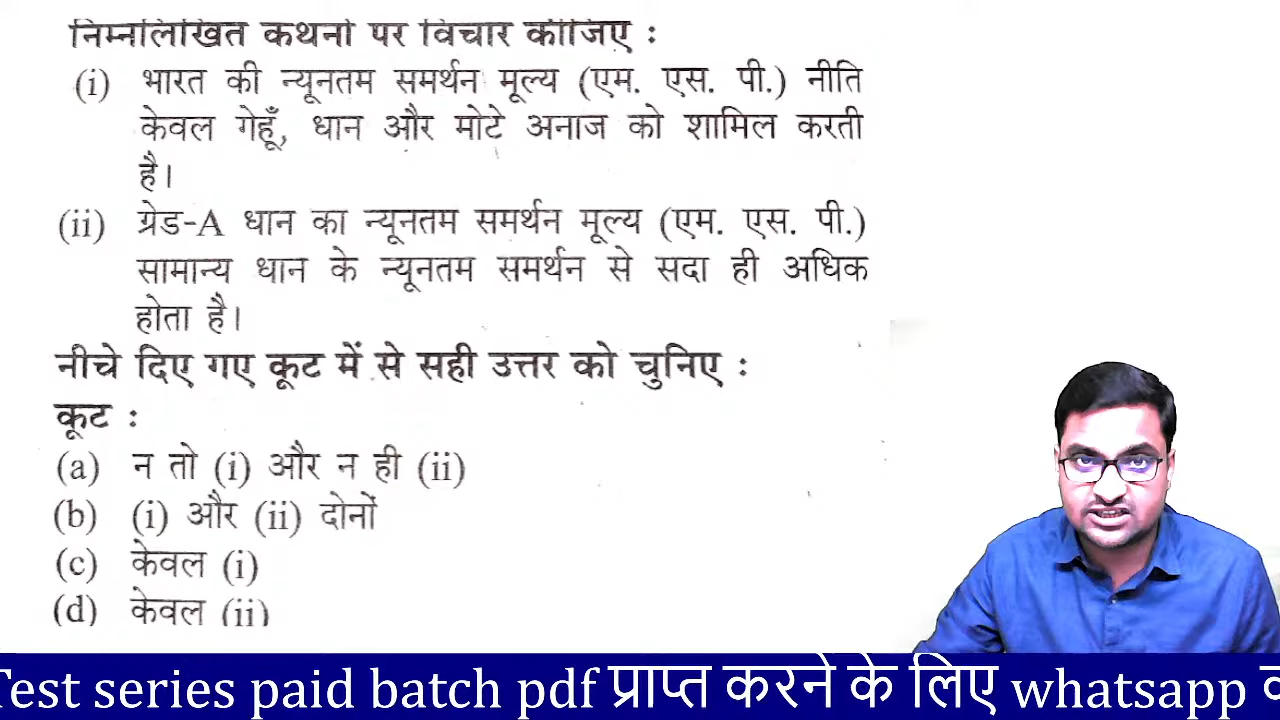 निम्नलिखित कथनों पर विचार कीजिए :
(i) भारत की न्यूनतम समर्थन मूल्य (एम. एस. पी.) नीति
केवल गेहूँ, धान और मोटे अनाज को शामिल करती
है।
(ii) ग्रेड-A धान का न्यूनतम समर्थन मूल्य (एम. एस. पी.)
सामान्य धान के न्यूनतम समर्थन से सदा ही अधिक
होता है।
नीचे दिए गए कूट में से सही उत्तर को चुनिए :
कूट :
(a) न तो (i) और न ही (ii)
(b) (i) और (ii) दोनों
(c) केवल (i)
(d) केवल (ii)
Test series paid batch pdf प्राप्त करने के लिए whatsapp